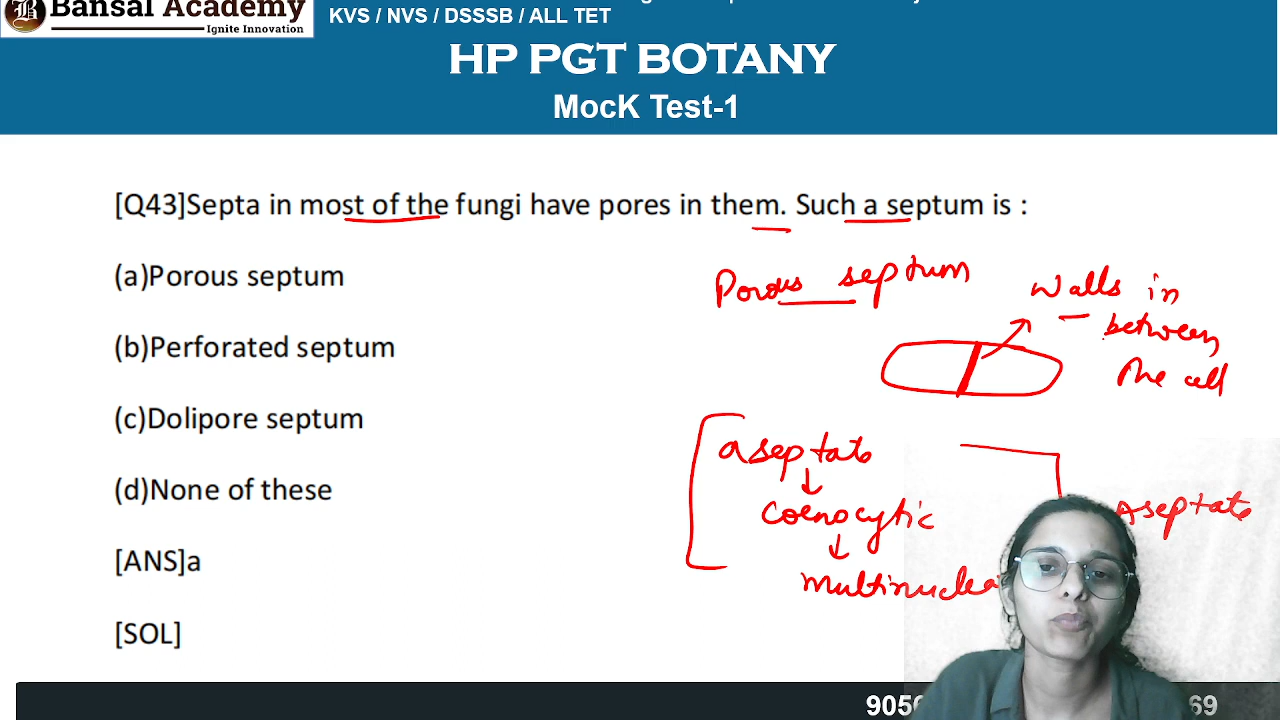 Bansal Academy
Ignite Innovation
KVS / NVS / DSSSB / ALL TET
HP PGT BOTANY
MocK Test-1
[Q43]Septa in most of the fungi have pores in them. Such a septum is :
(a)Porous septum
(b)Perforated septum
(c)Dolipore septum
(d)None of these
[ANS]a
[SOL]
Porous septum
Walls in
between
the cell
aseptate
Coenocytic
multinuclea
Aseptate
9056
69